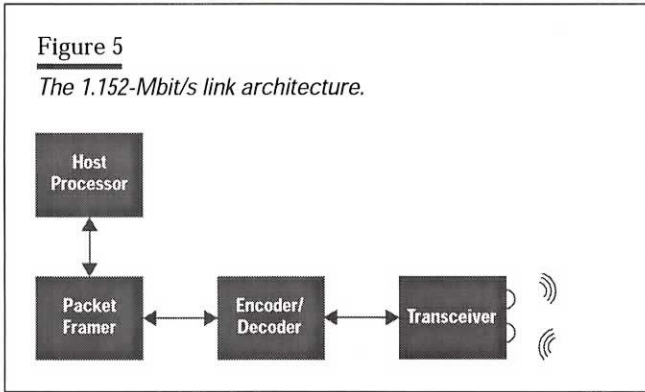 Figure 5
The 1.152-Mbit/s link architecture.
Host
Processor
Packet
Framer
Encoder/
Decoder
Transceiver